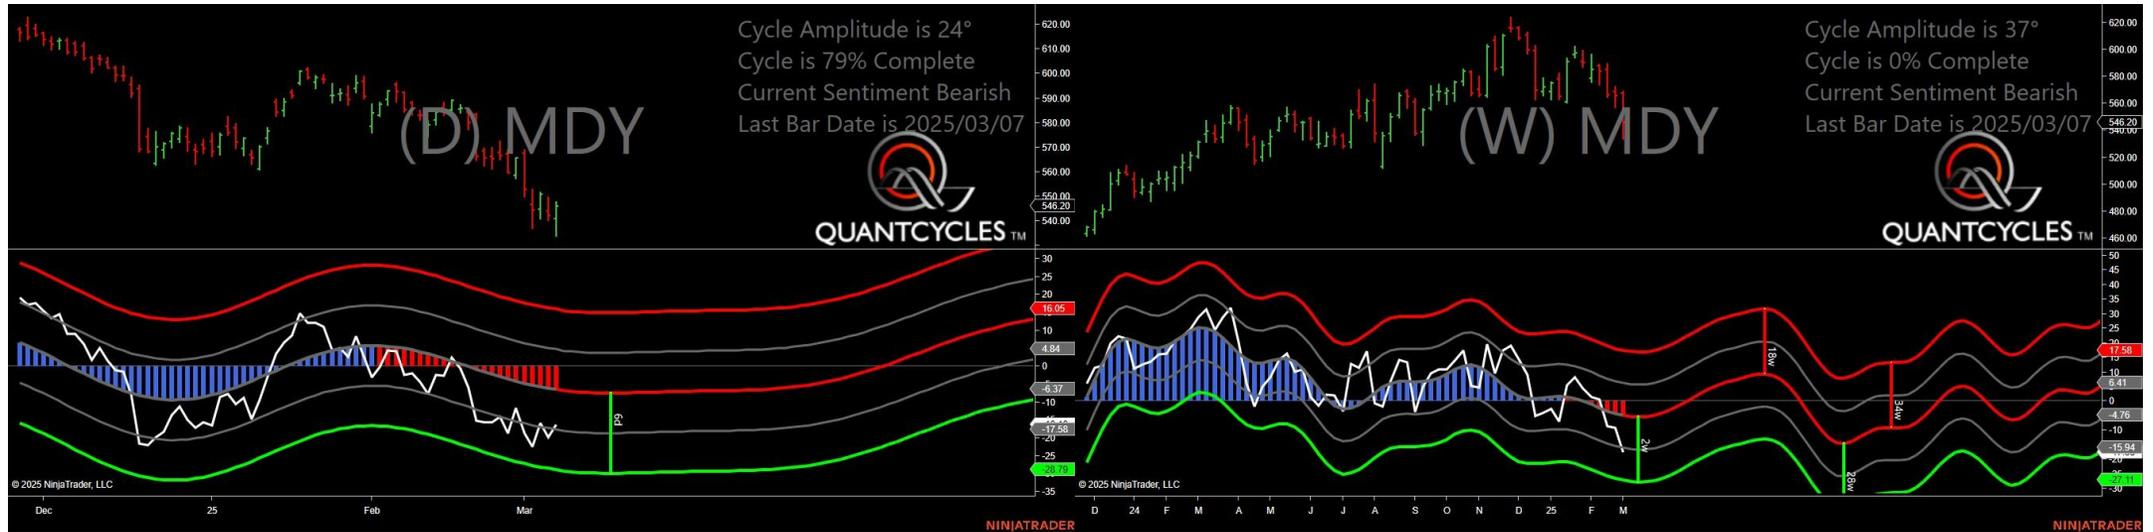 Cycle Amplitude is 24°
Cycle is 79% Complete
Current Sentiment Bearish
Last Bar Date is 2025/03/07
(D) MDY
QUANTCYCLES TM
620.00
610.00
600.00
590.00
580.00
570.00
560.00
550.00
546.20
540.00
30
25
20
16.05
10
5
4.84
0
-6.37
-10
-17.58
-20
-25
-28.79
-35
6d
© 2025 NinjaTrader, LLC
Dec
25
Feb
Mar
NINJATRADER
Cycle Amplitude is 37°
Cycle is 0% Complete
Current Sentiment Bearish
Last Bar Date is 2025/03/07
(W) MDY
QUANTCYCLES TM
620.00
600.00
580.00
560.00
546.20
540.00
520.00
500.00
480.00
460.00
50
45
40
35
30
25
20
17.58
10
6.41
0
-4.76
-10
-15.94
-27.11
-30
2w
18w
28w
34w
© 2025 NinjaTrader, LLC
D
24
F
M
A
M
J
J
A
S
O
N
D
25
F
M
NINJATRADER